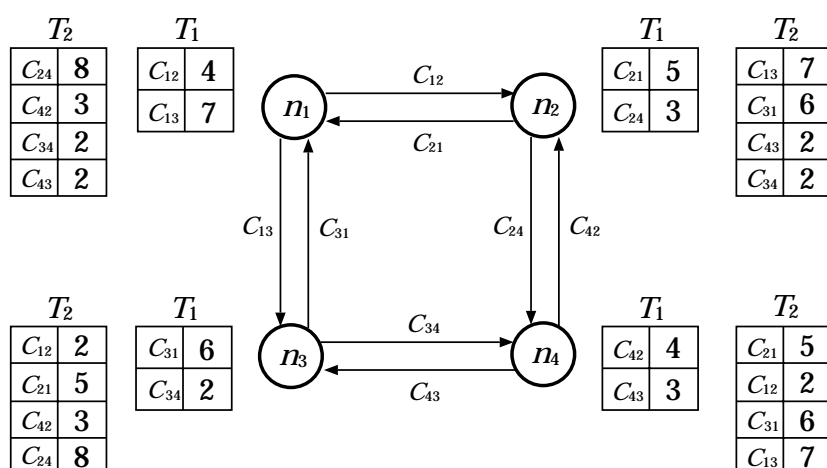 T2 T1 T1 T2
C24 8
C42 3
C34 2
C43 2
C12 4
C13 7
n1
C12
C21
n2
C21 5
C24 3
C13 7
C31 6
C43 2
C34 2
C13
C31
C24
C42
T2 T1 T1 T2
C12 2
C21 5
C42 3
C24 8
C31 6
C34 2
n3
C34
C43
n4
C42 4
C43 3
C21 5
C12 2
C31 6
C13 7